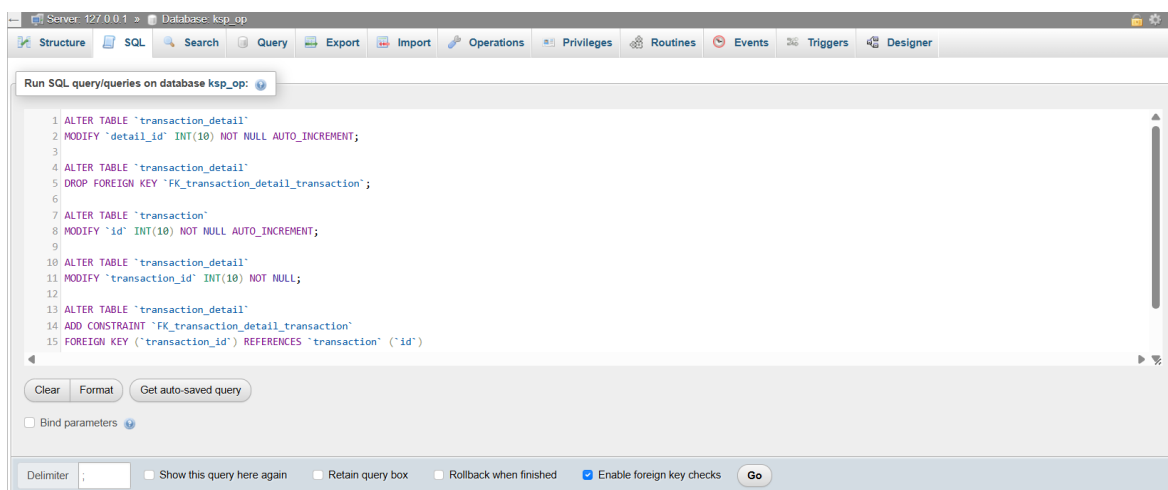 Server: 127.0.0.1 » Database: ksp_op
Structure SQL Search Query Export Import Operations Privileges Routines Events Triggers Designer
Run SQL query/queries on database ksp_op:
1 ALTER TABLE `transaction_detail`
2 MODIFY `detail_id` INT(10) NOT NULL AUTO_INCREMENT;
3
4 ALTER TABLE `transaction_detail`
5 DROP FOREIGN KEY `FK_transaction_detail_transaction`;
6
7 ALTER TABLE `transaction`
8 MODIFY `id` INT(10) NOT NULL AUTO_INCREMENT;
9
10 ALTER TABLE `transaction_detail`
11 MODIFY `transaction_id` INT(10) NOT NULL;
12
13 ALTER TABLE `transaction_detail`
14 ADD CONSTRAINT `FK_transaction_detail_transaction`
15 FOREIGN KEY (`transaction_id`) REFERENCES `transaction` (`id`)
Clear Format Get auto-saved query
Bind parameters
Delimiter ; Show this query here again Retain query box Rollback when finished Enable foreign key checks Go